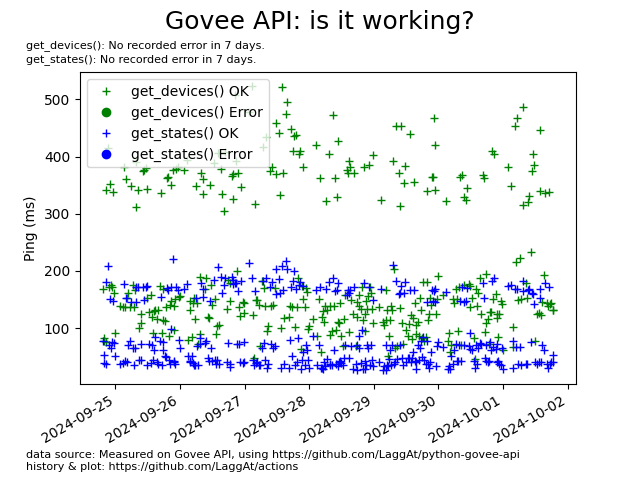 Govee API: is it working?
get_devices(): No recorded error in 7 days.
get_states(): No recorded error in 7 days.
get_devices() OK
get_devices() Error
get_states() OK
get_states() Error
Ping (ms)
500
400
300
200
100
2024-09-25
2024-09-26
2024-09-27
2024-09-28
2024-09-29
2024-09-30
2024-10-01
2024-10-02
data source: Measured on Govee API, using https://github.com/LaggAt/python-govee-api
history & plot: https://github.com/LaggAt/actions